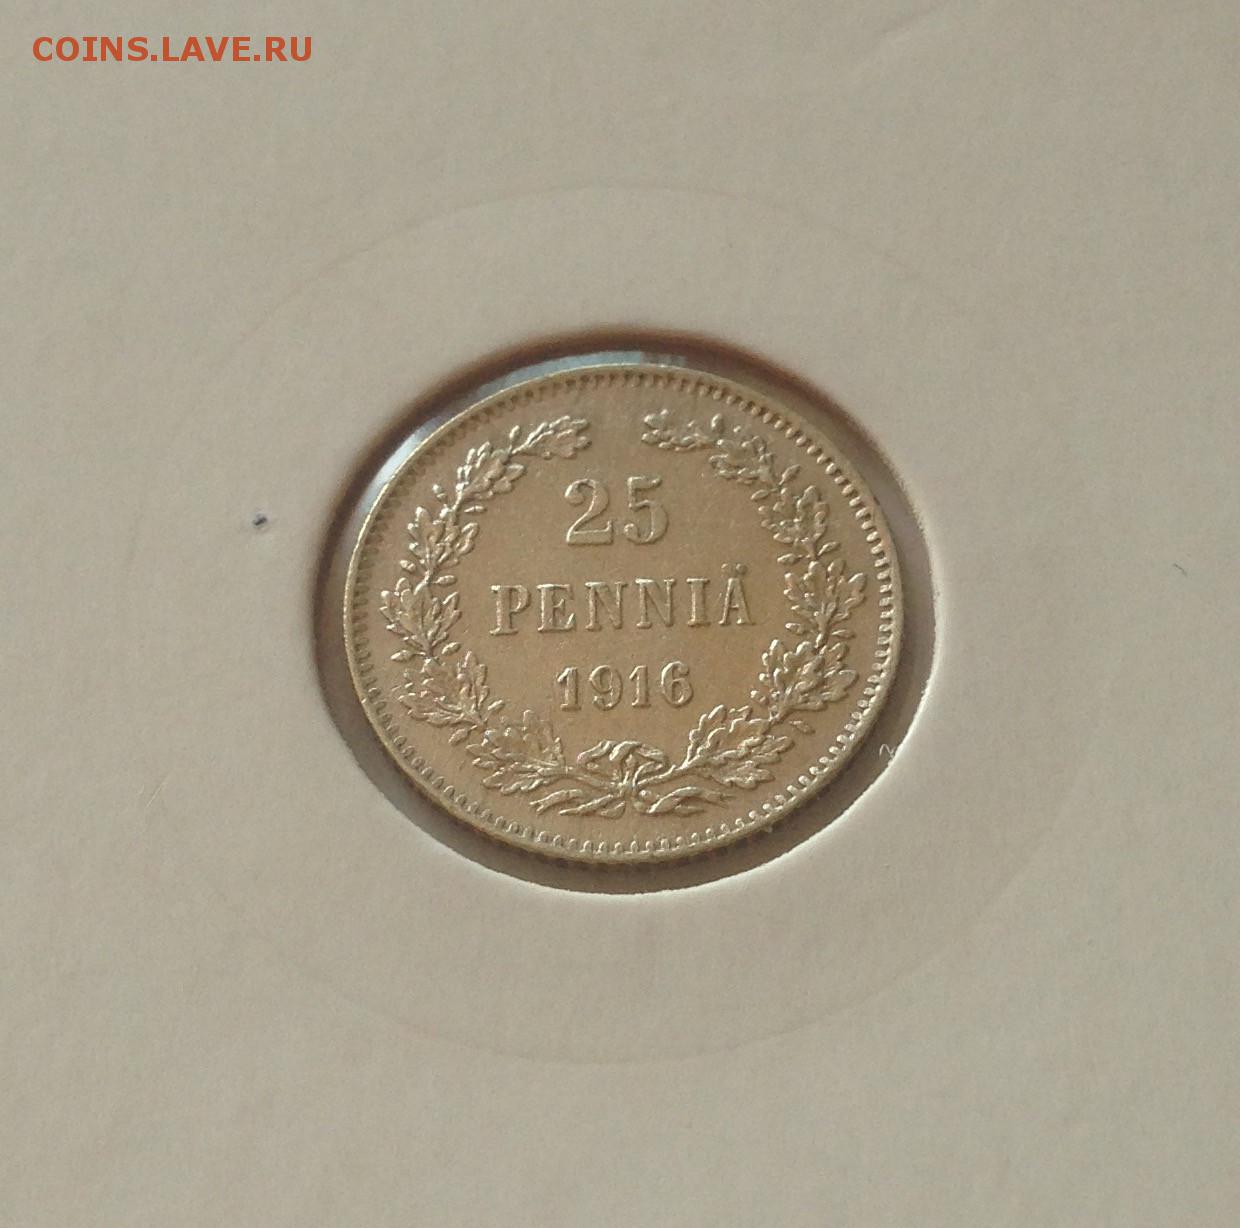 COINS.LAVE.RU
25
PENNIÄ
1916